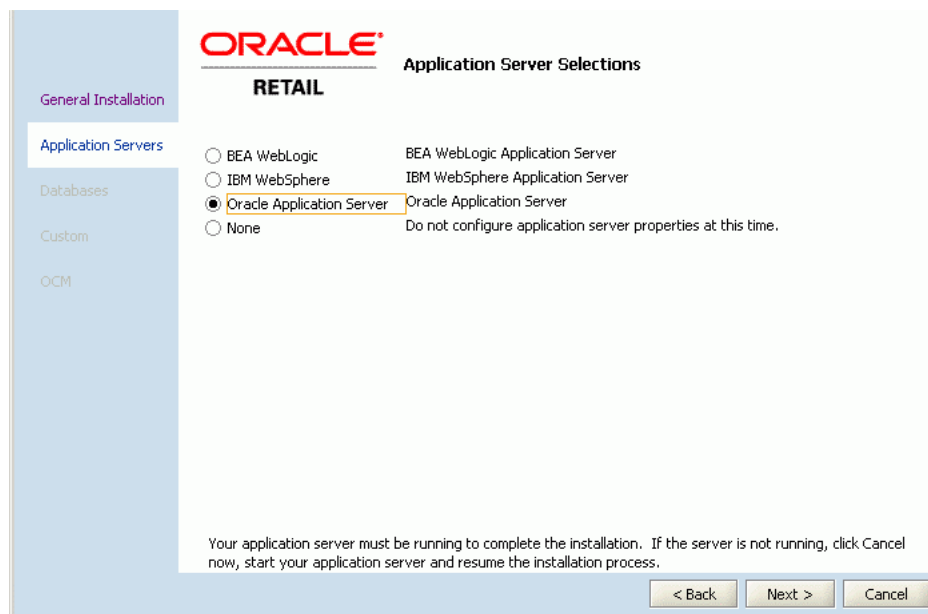 ORACLE®
RETAIL
Application Server Selections
General Installation
Application Servers
Databases
Custom
OCM
BEA WebLogic BEA WebLogic Application Server
IBM WebSphere IBM WebSphere Application Server
Oracle Application Server Oracle Application Server
None Do not configure application server properties at this time.
Your application server must be running to complete the installation. If the server is not running, click Cancel
now, start your application server and resume the installation process.
< Back Next > Cancel